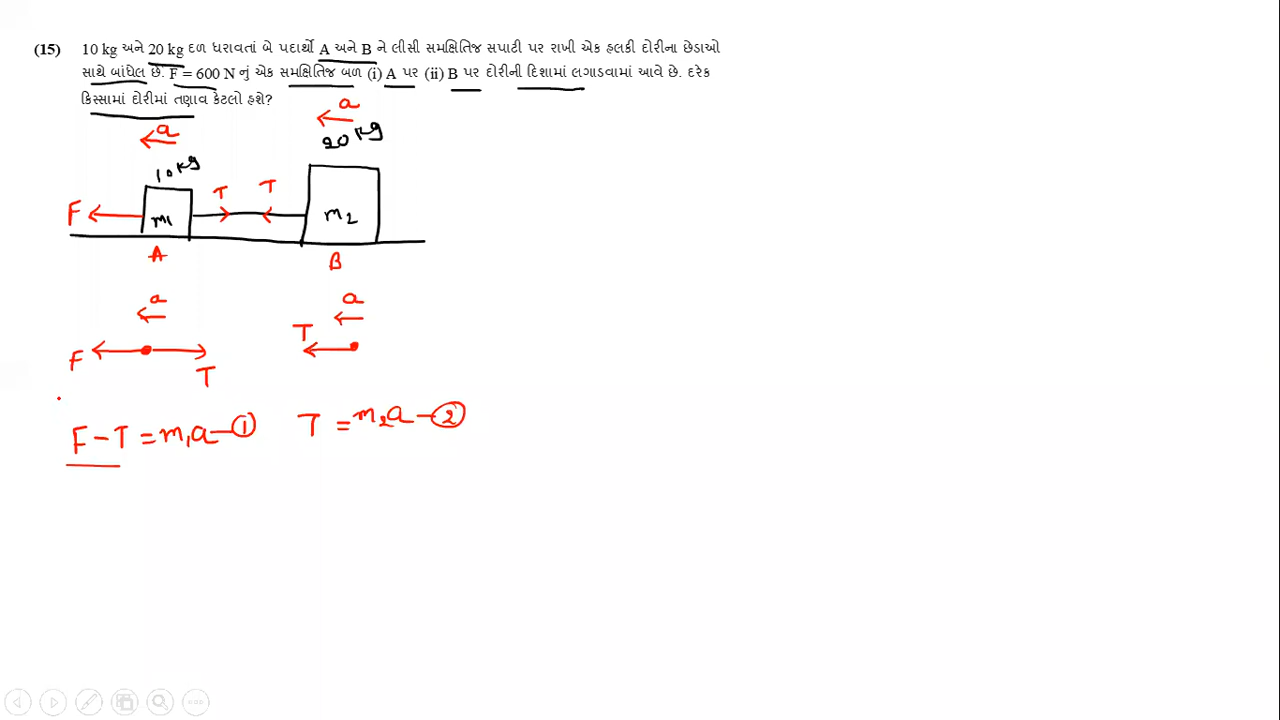 (15) 10 kg અને 20 kg દળ ધરાવતાં બે પદાર્થો A અને B ને લીસી સમક્ષિતિજ સપાટી પર રાખી એક હલકી દોરીના છેડાઓ
સાથે બાંધેલ છે. F = 600 N નું એક સમક્ષિતિજ બળ (i) A પર (ii) B પર દોરીની દિશામાં લગાડવામાં આવે છે. દરેક
કિસ્સામાં દોરીમાં તણાવ કેટલો હશે?
a
a
20 kg
10 kg
T T
F m1 m2
A B
a a
F T T
F - T = m1a - ① T = m2a - ②